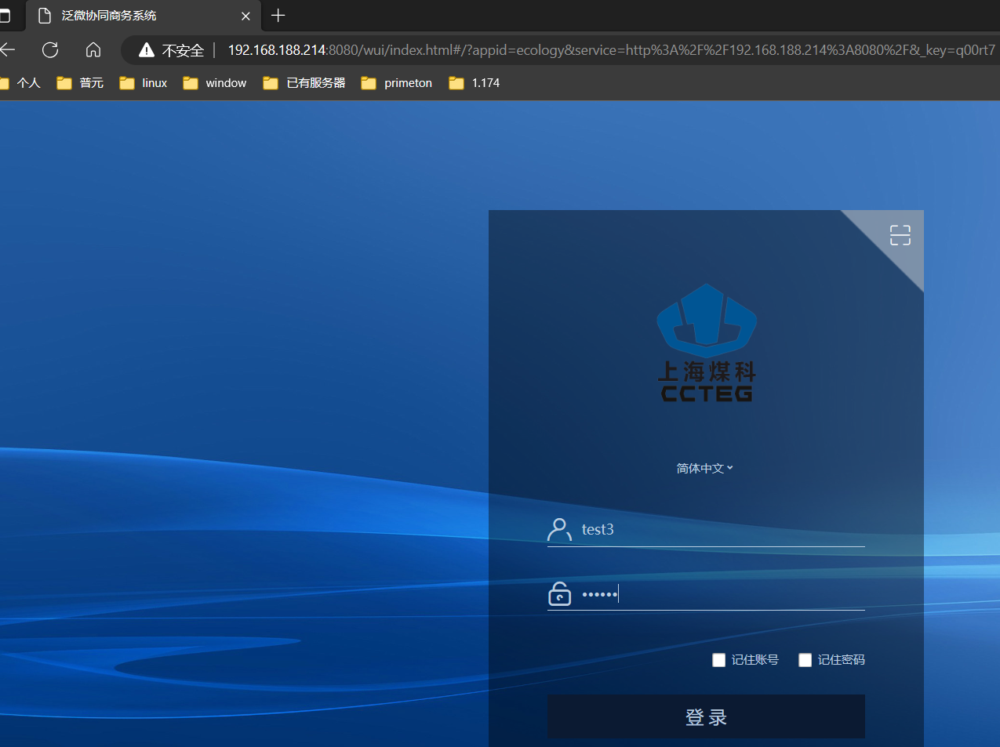 泛微协同商务系统
不安全 192.168.188.214:8080/wui/index.html#/?appid=ecology&service=http%3A%2F%2F192.168.188.214%3A8080%2F&_key=q00rt7
个人 普元 linux window 已有服务器 primeton 1.174
上海煤科
CCTEG
简体中文
test3
••••••
记住账号 记住密码
登录